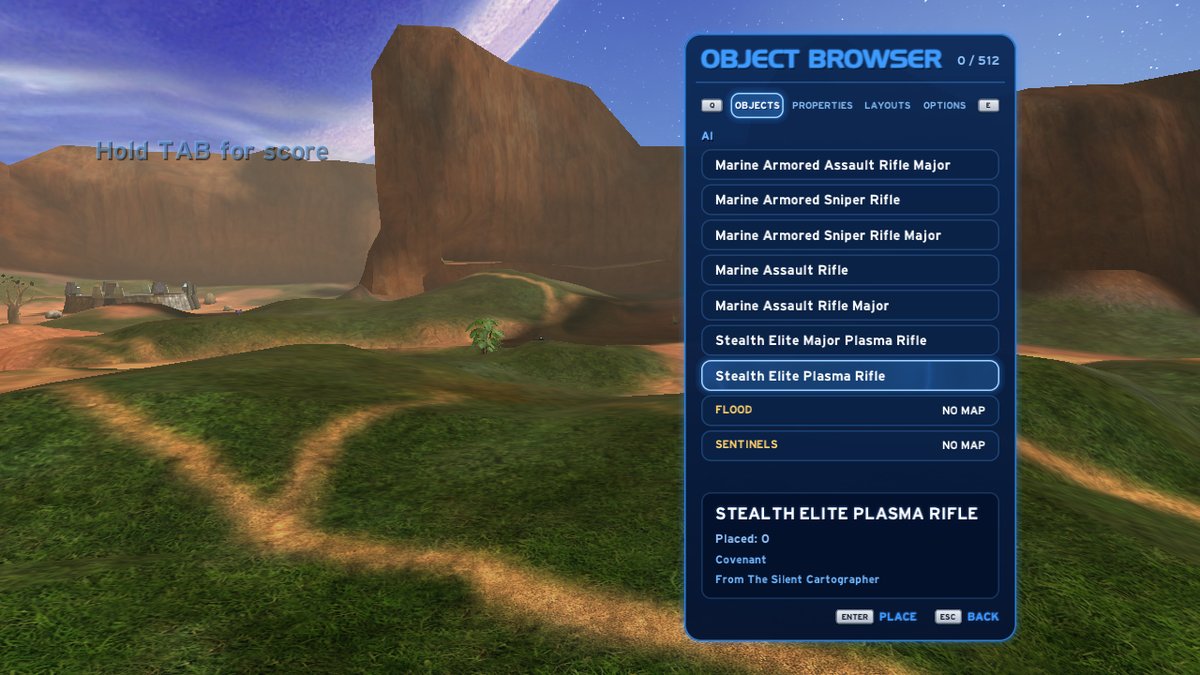 Hold TAB for score
OBJECT BROWSER 0 / 512
Q OBJECTS PROPERTIES LAYOUTS OPTIONS E
AI
Marine Armored Assault Rifle Major
Marine Armored Sniper Rifle
Marine Armored Sniper Rifle Major
Marine Assault Rifle
Marine Assault Rifle Major
Stealth Elite Major Plasma Rifle
Stealth Elite Plasma Rifle
FLOOD NO MAP
SENTINELS NO MAP
STEALTH ELITE PLASMA RIFLE
Placed: 0
Covenant
From The Silent Cartographer
ENTER PLACE ESC BACK